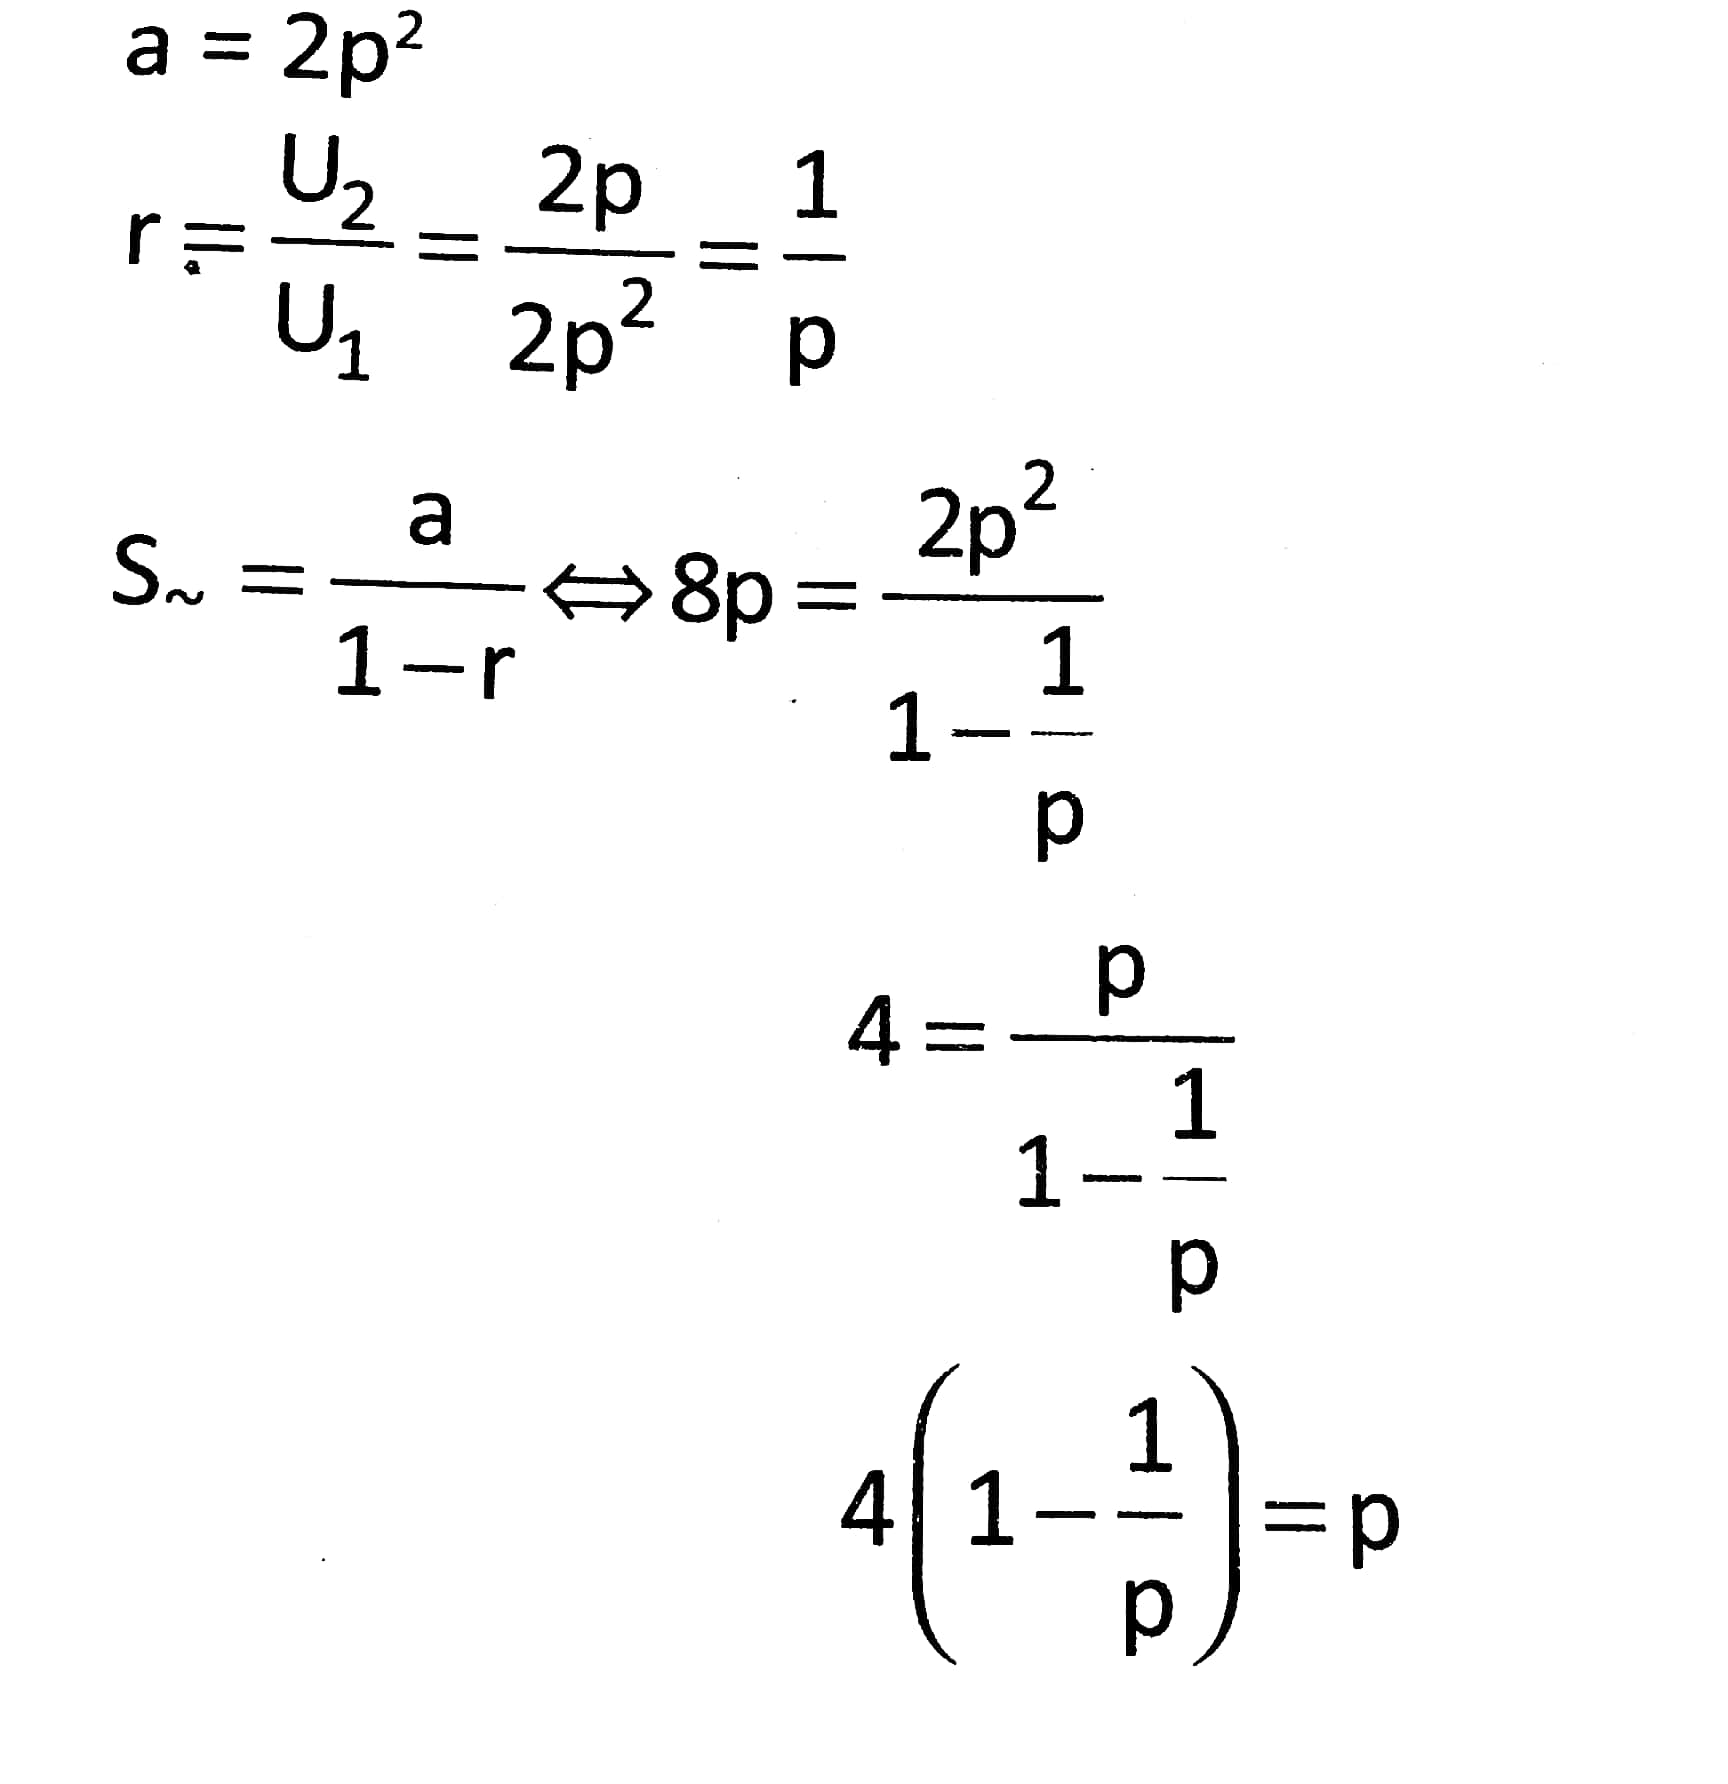 a = 2p²
r = U₂/U₁ = 2p/2p² = 1/p
S~ = a/(1−r) ⇔ 8p = 2p²/(1−1/p)
4 = p/(1−1/p)
4(1−1/p) = p